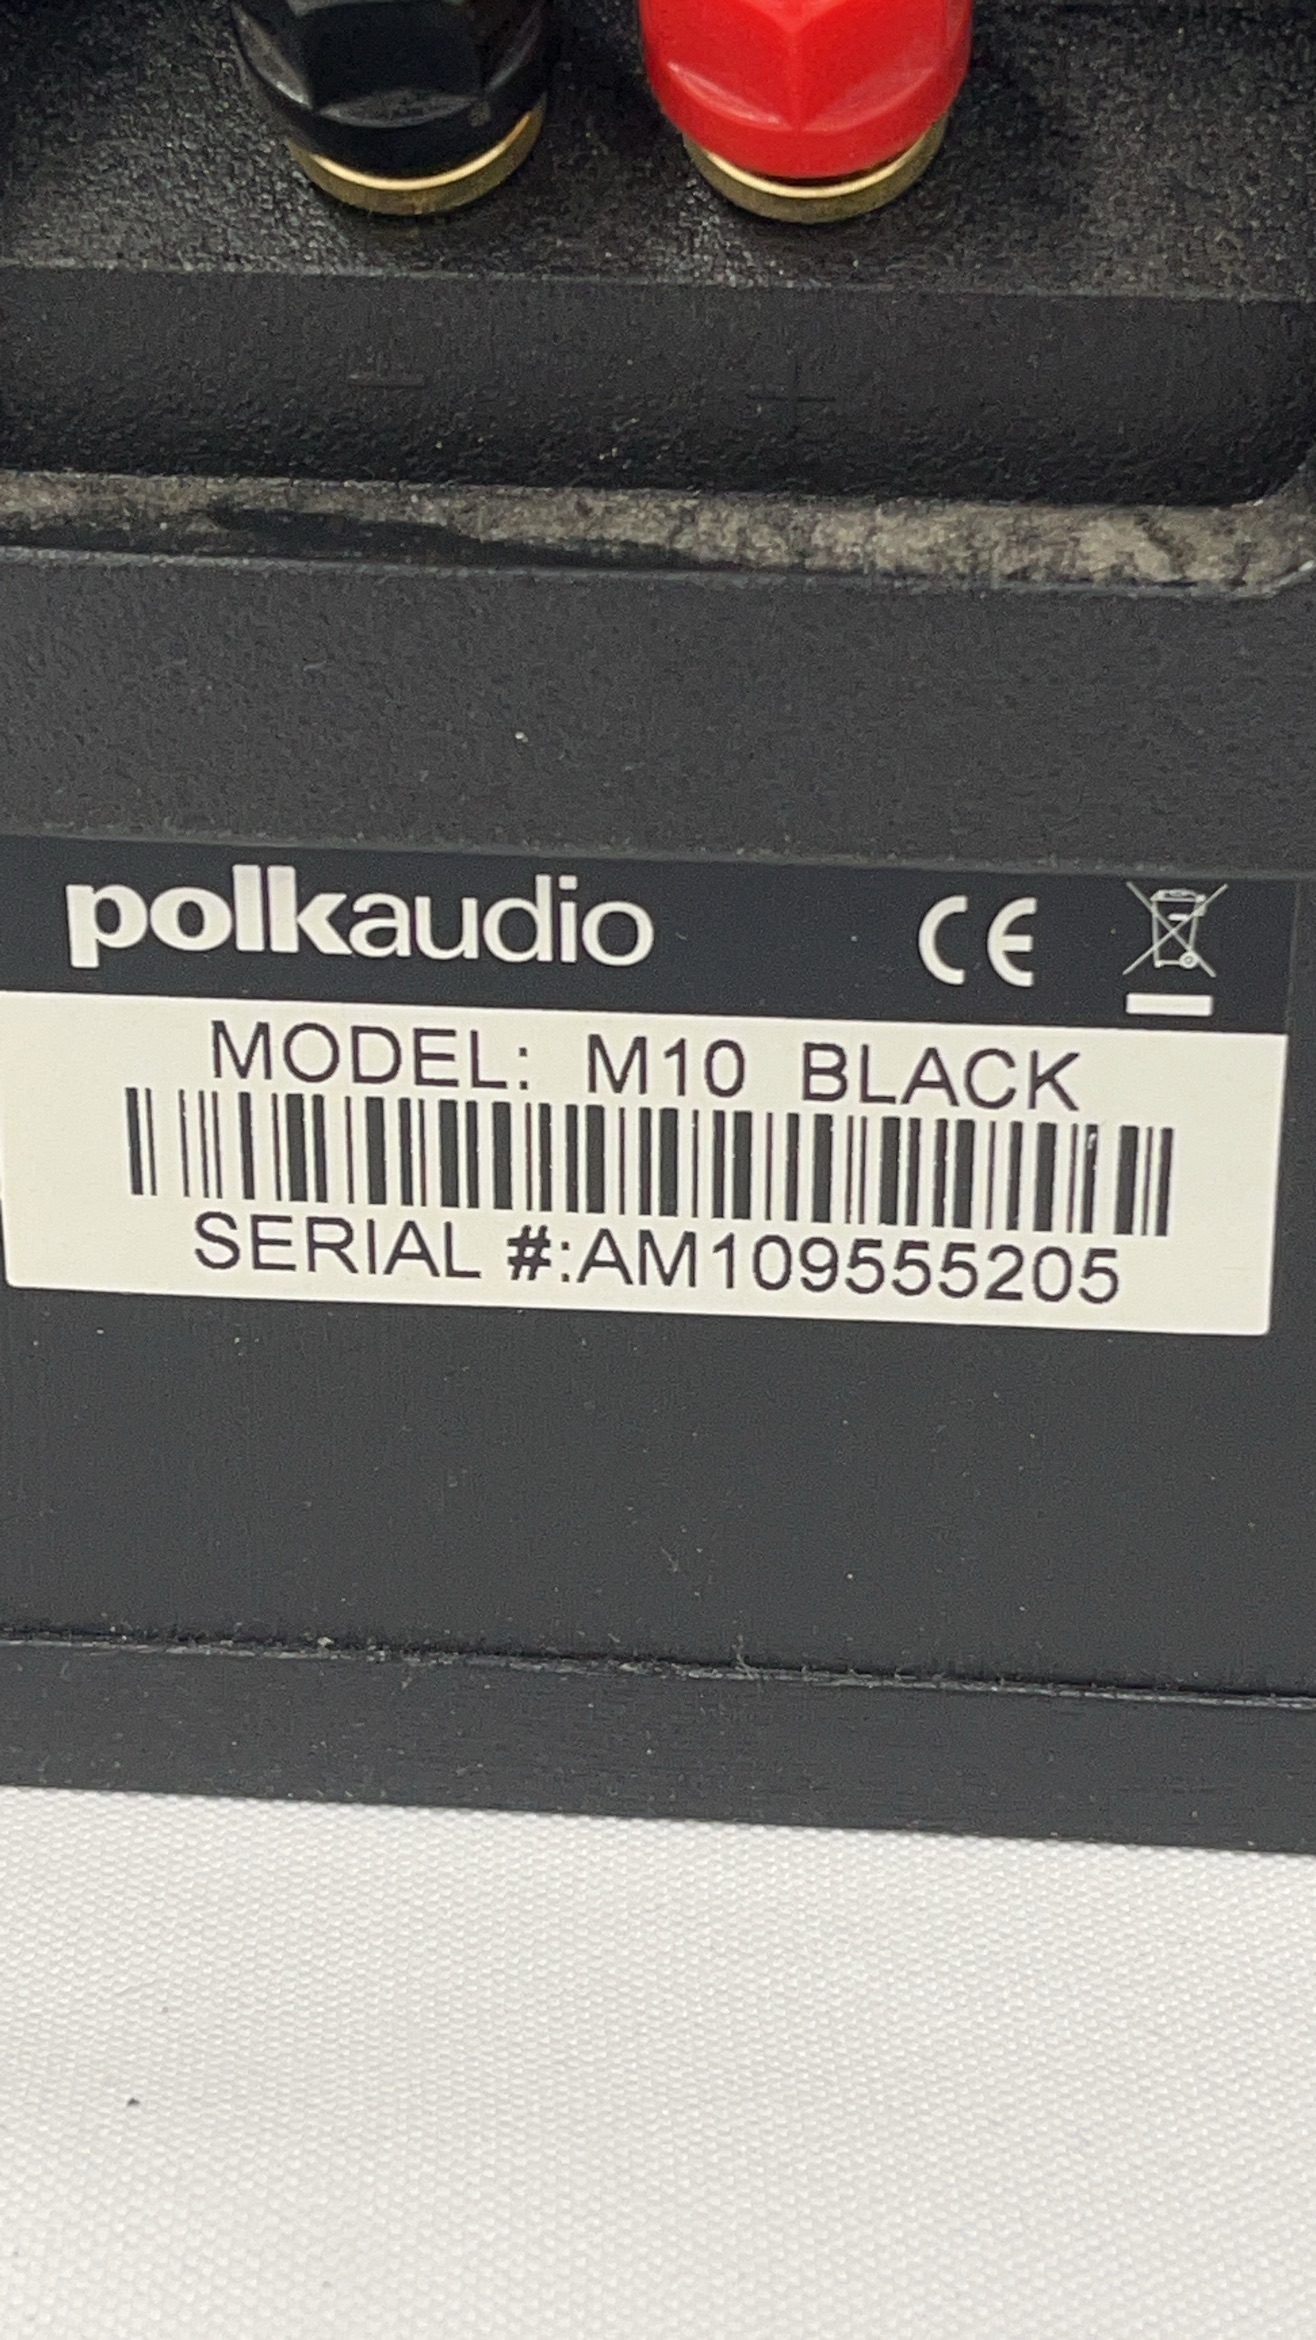 polkaudio CE
MODEL: M10 BLACK
SERIAL #:AM109555205